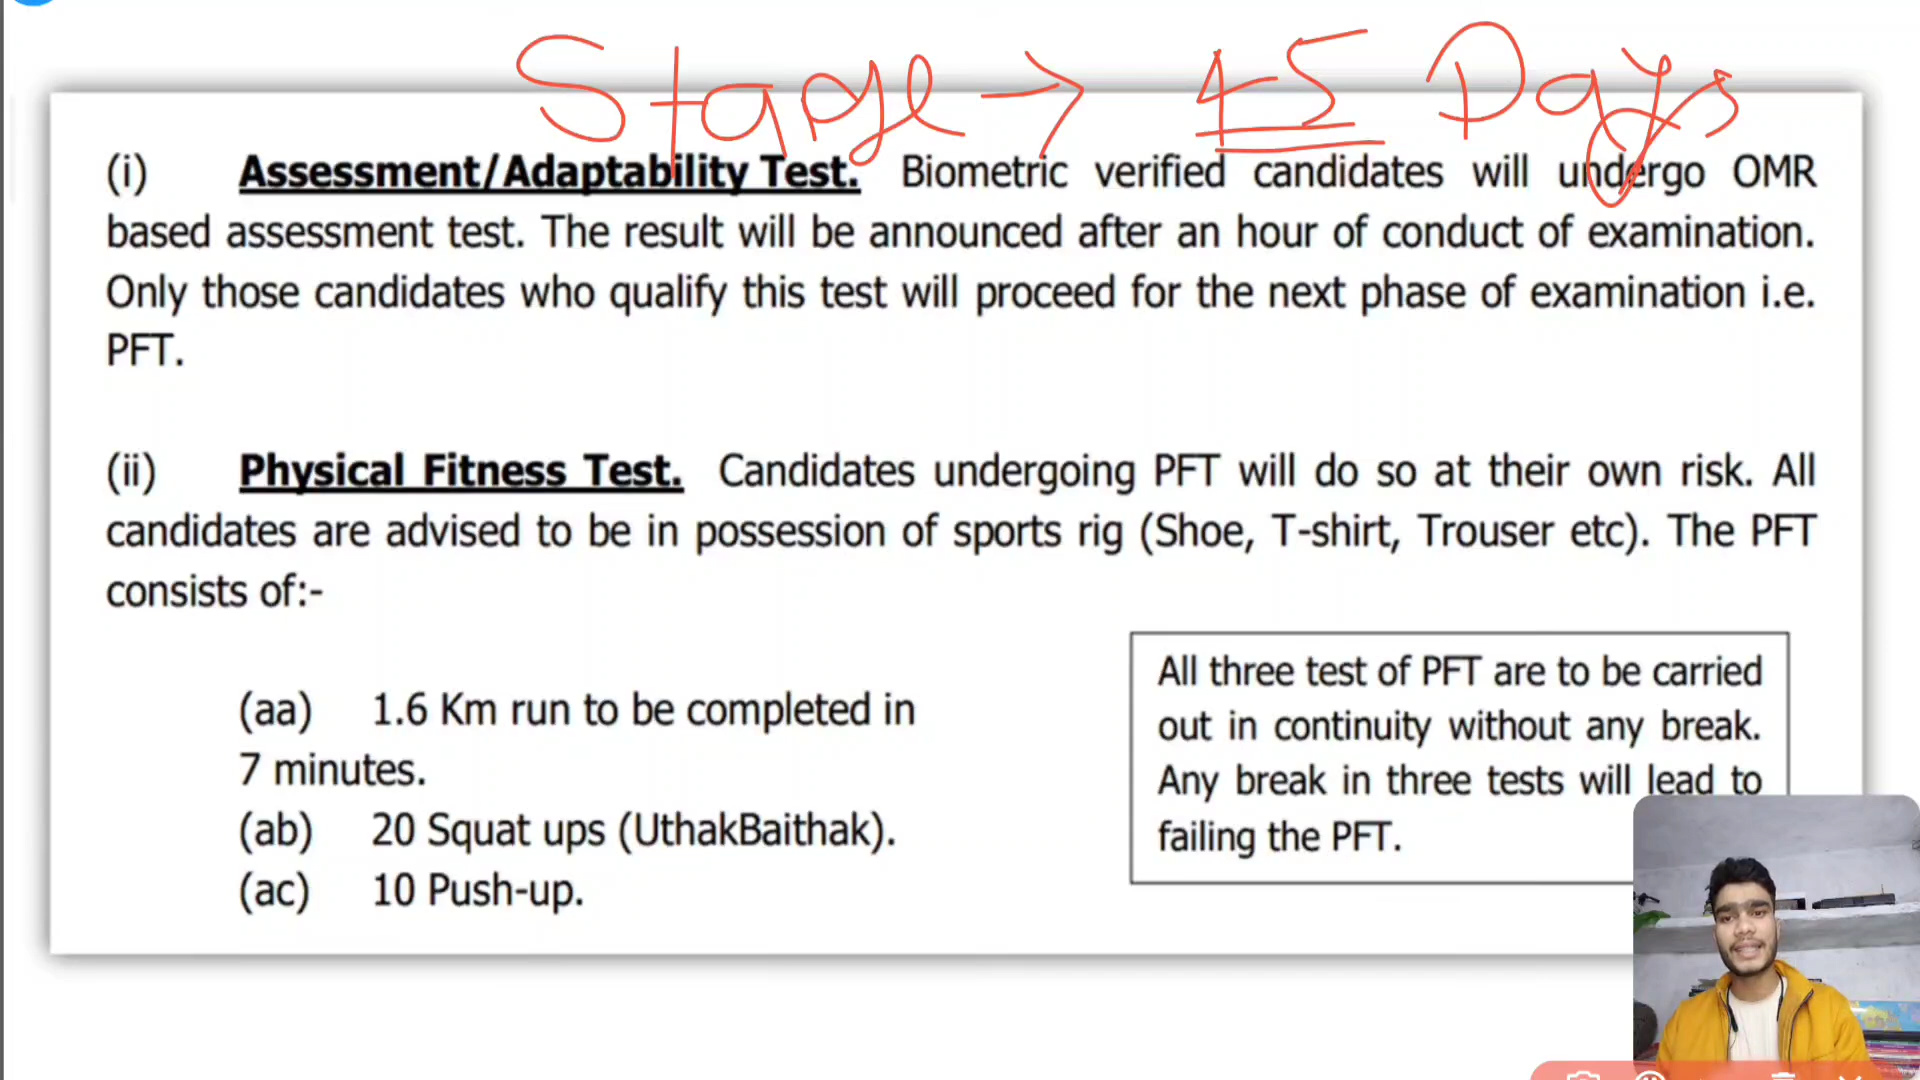 Stage → 45 Days
(i) Assessment/Adaptability Test. Biometric verified candidates will undergo OMR
based assessment test. The result will be announced after an hour of conduct of examination.
Only those candidates who qualify this test will proceed for the next phase of examination i.e.
PFT.
(ii) Physical Fitness Test. Candidates undergoing PFT will do so at their own risk. All
candidates are advised to be in possession of sports rig (Shoe, T-shirt, Trouser etc). The PFT
consists of:-
(aa) 1.6 Km run to be completed in
7 minutes.
(ab) 20 Squat ups (UthakBaithak).
(ac) 10 Push-up.
All three test of PFT are to be carried
out in continuity without any break.
Any break in three tests will lead to
failing the PFT.